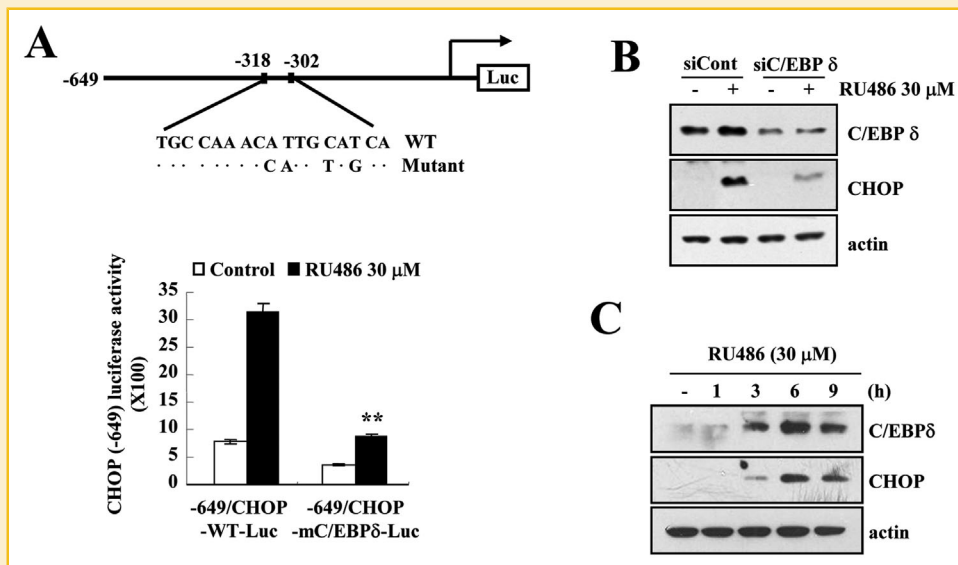 A
-318 -302
-649
Luc
TGC CAA ACA TTG CAT CA WT
. . . . . . . . . C A . . T . G . . Mutant
Control RU486 30 μM
CHOP (-649) luciferase activity
(X100)
35
30
25
20
15
10
5
0
**
-649/CHOP -649/CHOP
-WT-Luc -mC/EBPδ-Luc
B
siCont siC/EBP δ
- + - + RU486 30 μM
C/EBP δ
CHOP
actin
C
RU486 (30 μM)
- 1 3 6 9 (h)
C/EBPδ
CHOP
actin